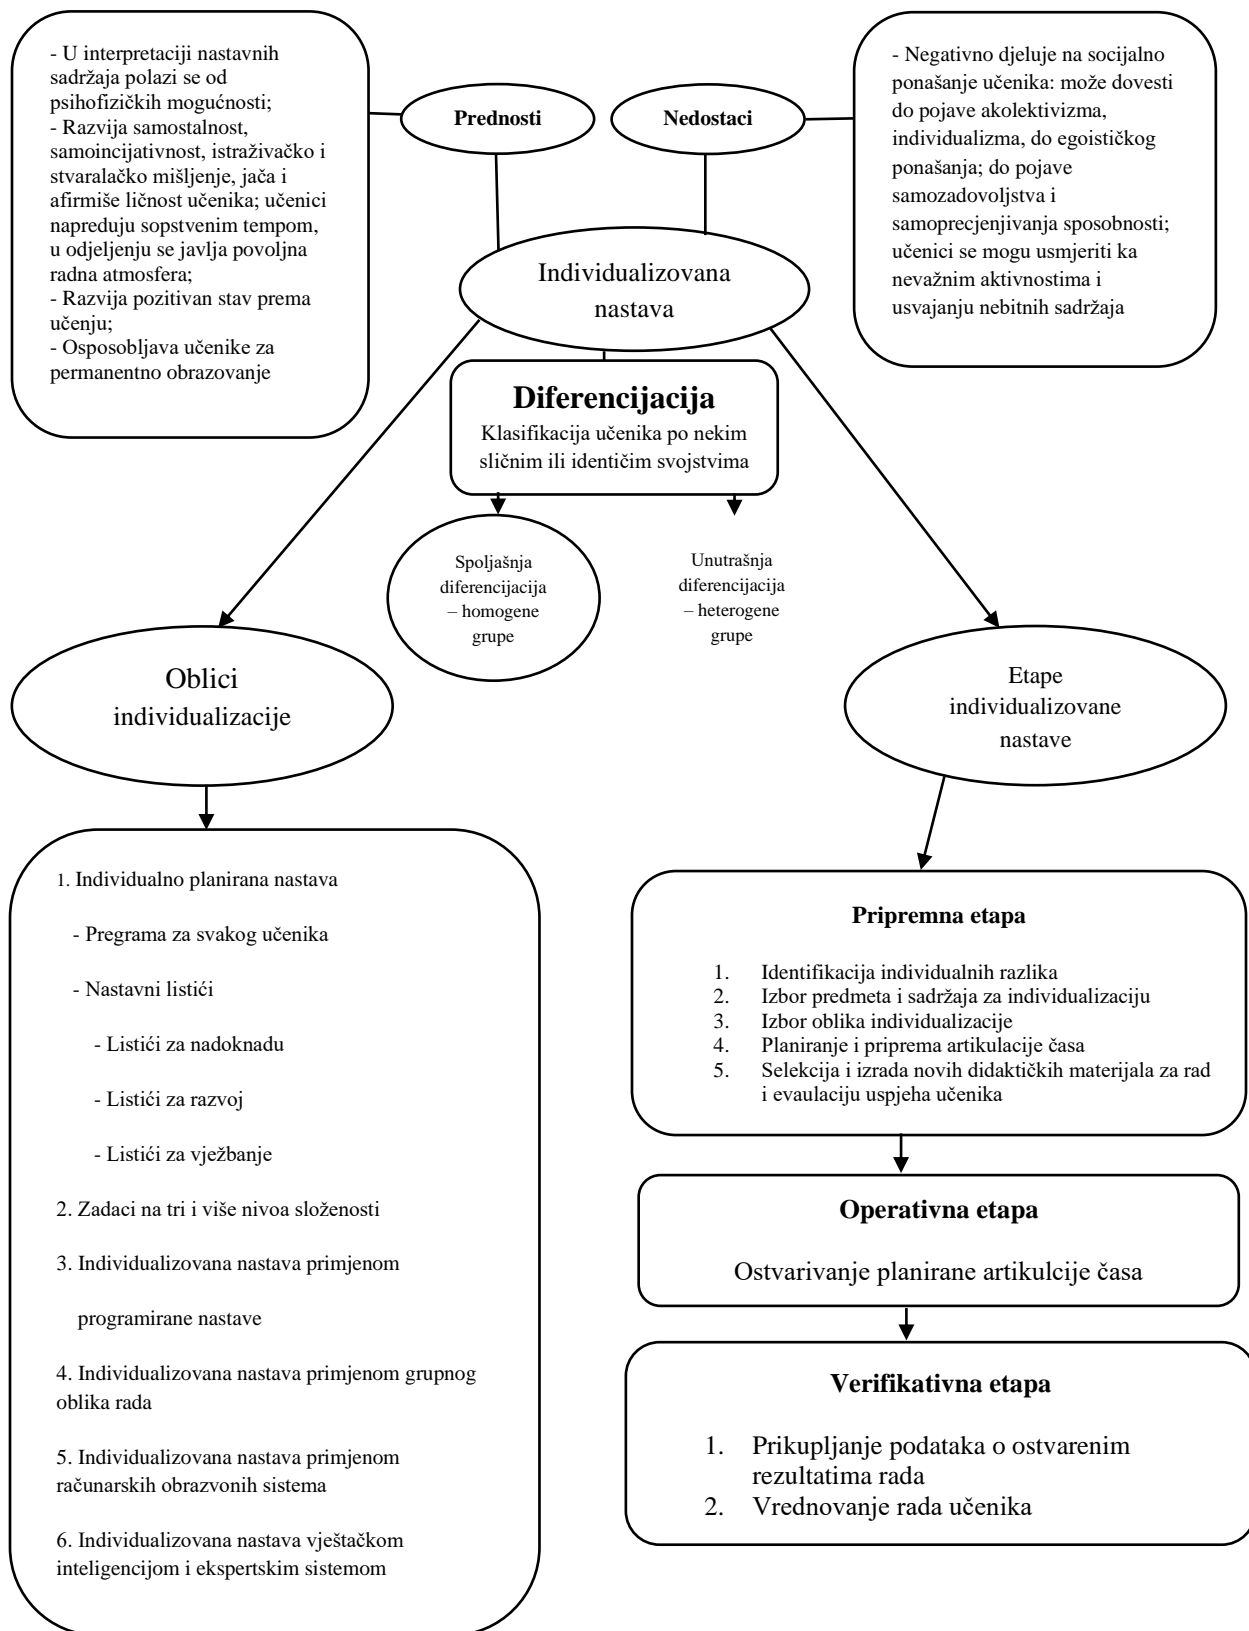 - U interpretaciji nastavnih
sadržaja polazi se od
psihofizičkih mogućnosti;
- Razvija samostalnost,
samoincijativnost, istraživačko i
stvaralačko mišljenje, jača i
afirmiše ličnost učenika; učenici
napreduju sopstvenim tempom,
u odjeljenju se javlja povoljna
radna atmosfera;
- Razvija pozitivan stav prema
učenju;
- Osposobljava učenike za
permanentno obrazovanje
Prednosti
Nedostaci
- Negativno djeluje na socijalno
ponašanje učenika: može dovesti
do pojave akolektivizma,
individualizma, do egoističkog
ponašanja; do pojave
samozadovoljstva i
samoprecjenjivanja sposobnosti;
učenici se mogu usmjeriti ka
nevažnim aktivnostima i
usvajanju nebitnih sadržaja
Individualizovana
nastava
Diferencijacija
Klasifikacija učenika po nekim
sličnim ili identičim svojstvima
Spoljašnja
diferencijacija
– homogene
grupe
Unutrašnja
diferencijacija
– heterogene
grupe
Oblici
individualizacije
Etape
individualizovane
nastave
1. Individualno planirana nastava
- Pregrama za svakog učenika
- Nastavni listići
- Listići za nadoknadu
- Listići za razvoj
- Listići za vježbanje
2. Zadaci na tri i više nivoa složenosti
3. Individualizovana nastava primjenom
programirane nastave
4. Individualizovana nastava primjenom grupnog
oblika rada
5. Individualizovana nastava primjenom
računarskih obrazvonih sistema
6. Individualizovana nastava vještačkom
inteligencijom i ekspertskim sistemom
Pripremna etapa
1. Identifikacija individualnih razlika
2. Izbor predmeta i sadržaja za individualizaciju
3. Izbor oblika individualizacije
4. Planiranje i priprema artikulacije časa
5. Selekcija i izrada novih didaktičkih materijala za rad
i evaulaciju uspjeha učenika
Operativna etapa
Ostvarivanje planirane artikulcije časa
Verifikativna etapa
1. Prikupljanje podataka o ostvarenim
rezultatima rada
2. Vrednovanje rada učenika